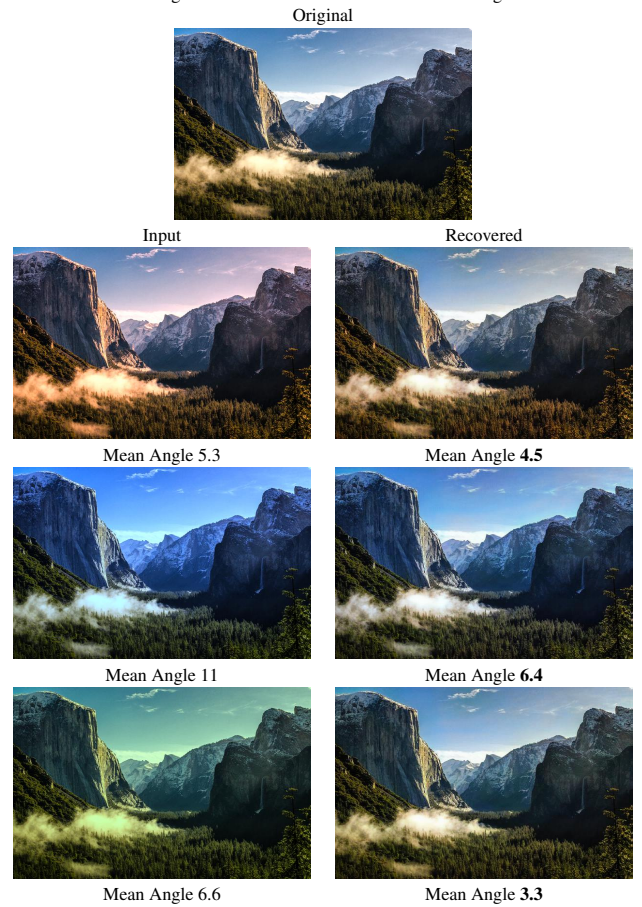 Original
Input Recovered
Mean Angle 5.3 Mean Angle 4.5
Mean Angle 11 Mean Angle 6.4
Mean Angle 6.6 Mean Angle 3.3